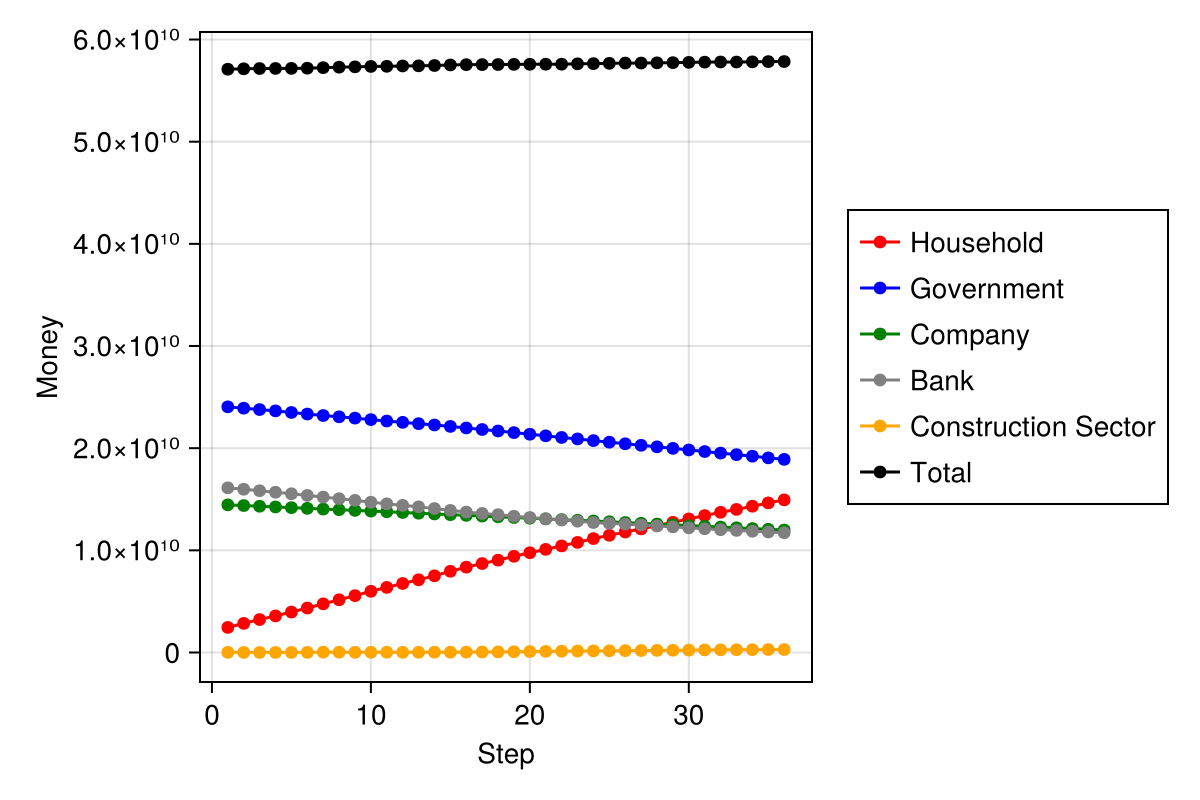 6.0×10¹⁰
5.0×10¹⁰
4.0×10¹⁰
3.0×10¹⁰
2.0×10¹⁰
1.0×10¹⁰
0
Money
0 10 20 30
Step
Household
Government
Company
Bank
Construction Sector
Total